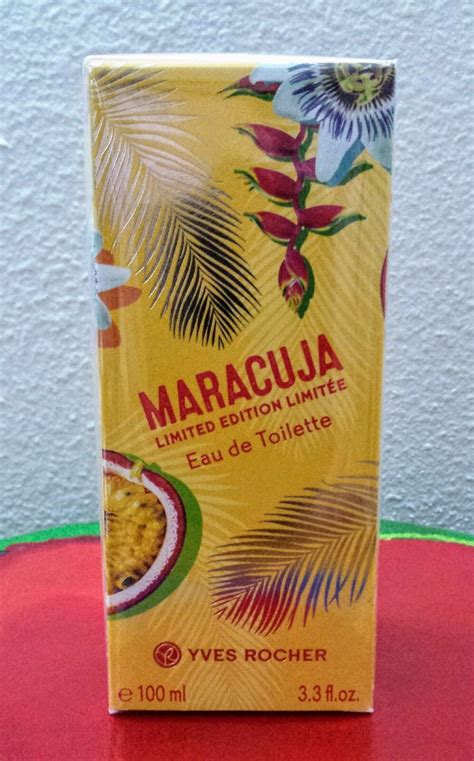 MARACUJA
LIMITED EDITION LIMITÉE
Eau de Toilette
YVES ROCHER
℮ 100 ml 3.3 fl.oz.